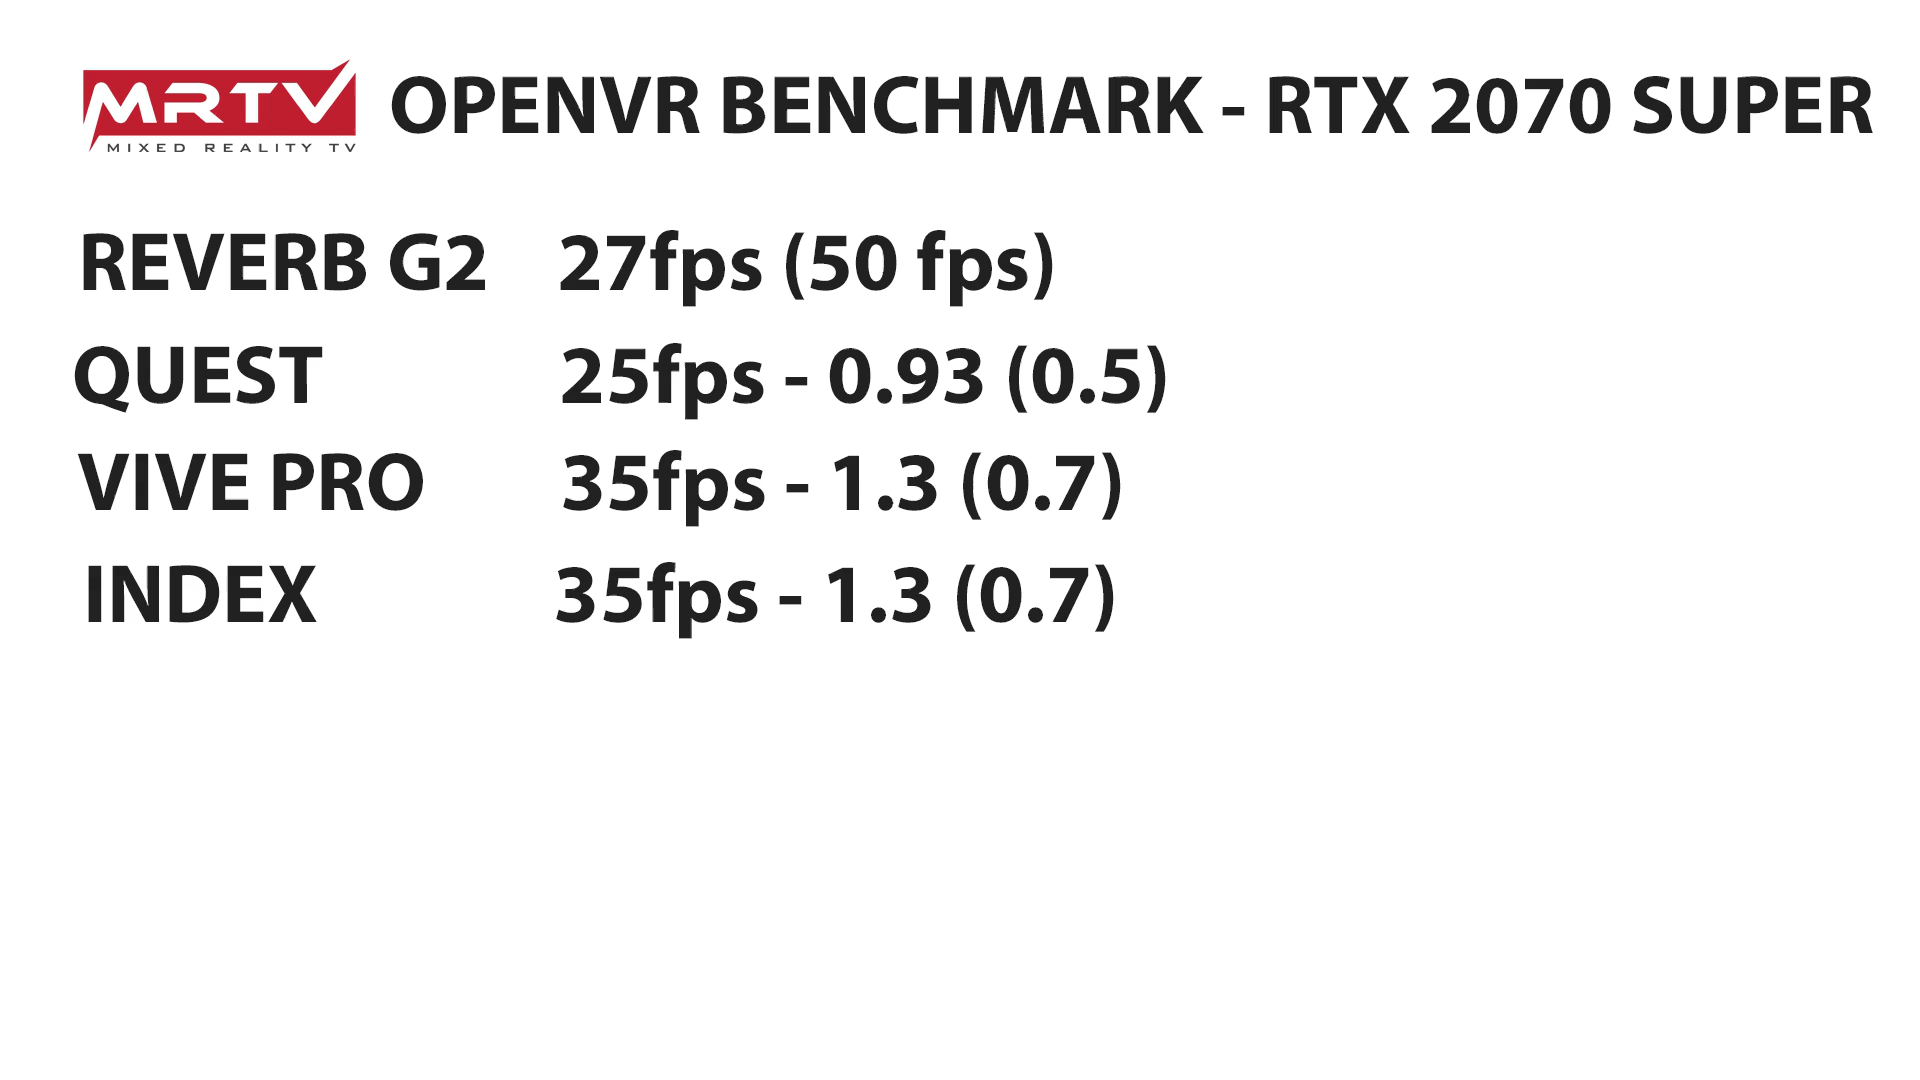 MRTV OPENVR BENCHMARK - RTX 2070 SUPER
MIXED REALITY TV
REVERB G2 27fps (50 fps)
QUEST 25fps - 0.93 (0.5)
VIVE PRO 35fps - 1.3 (0.7)
INDEX 35fps - 1.3 (0.7)